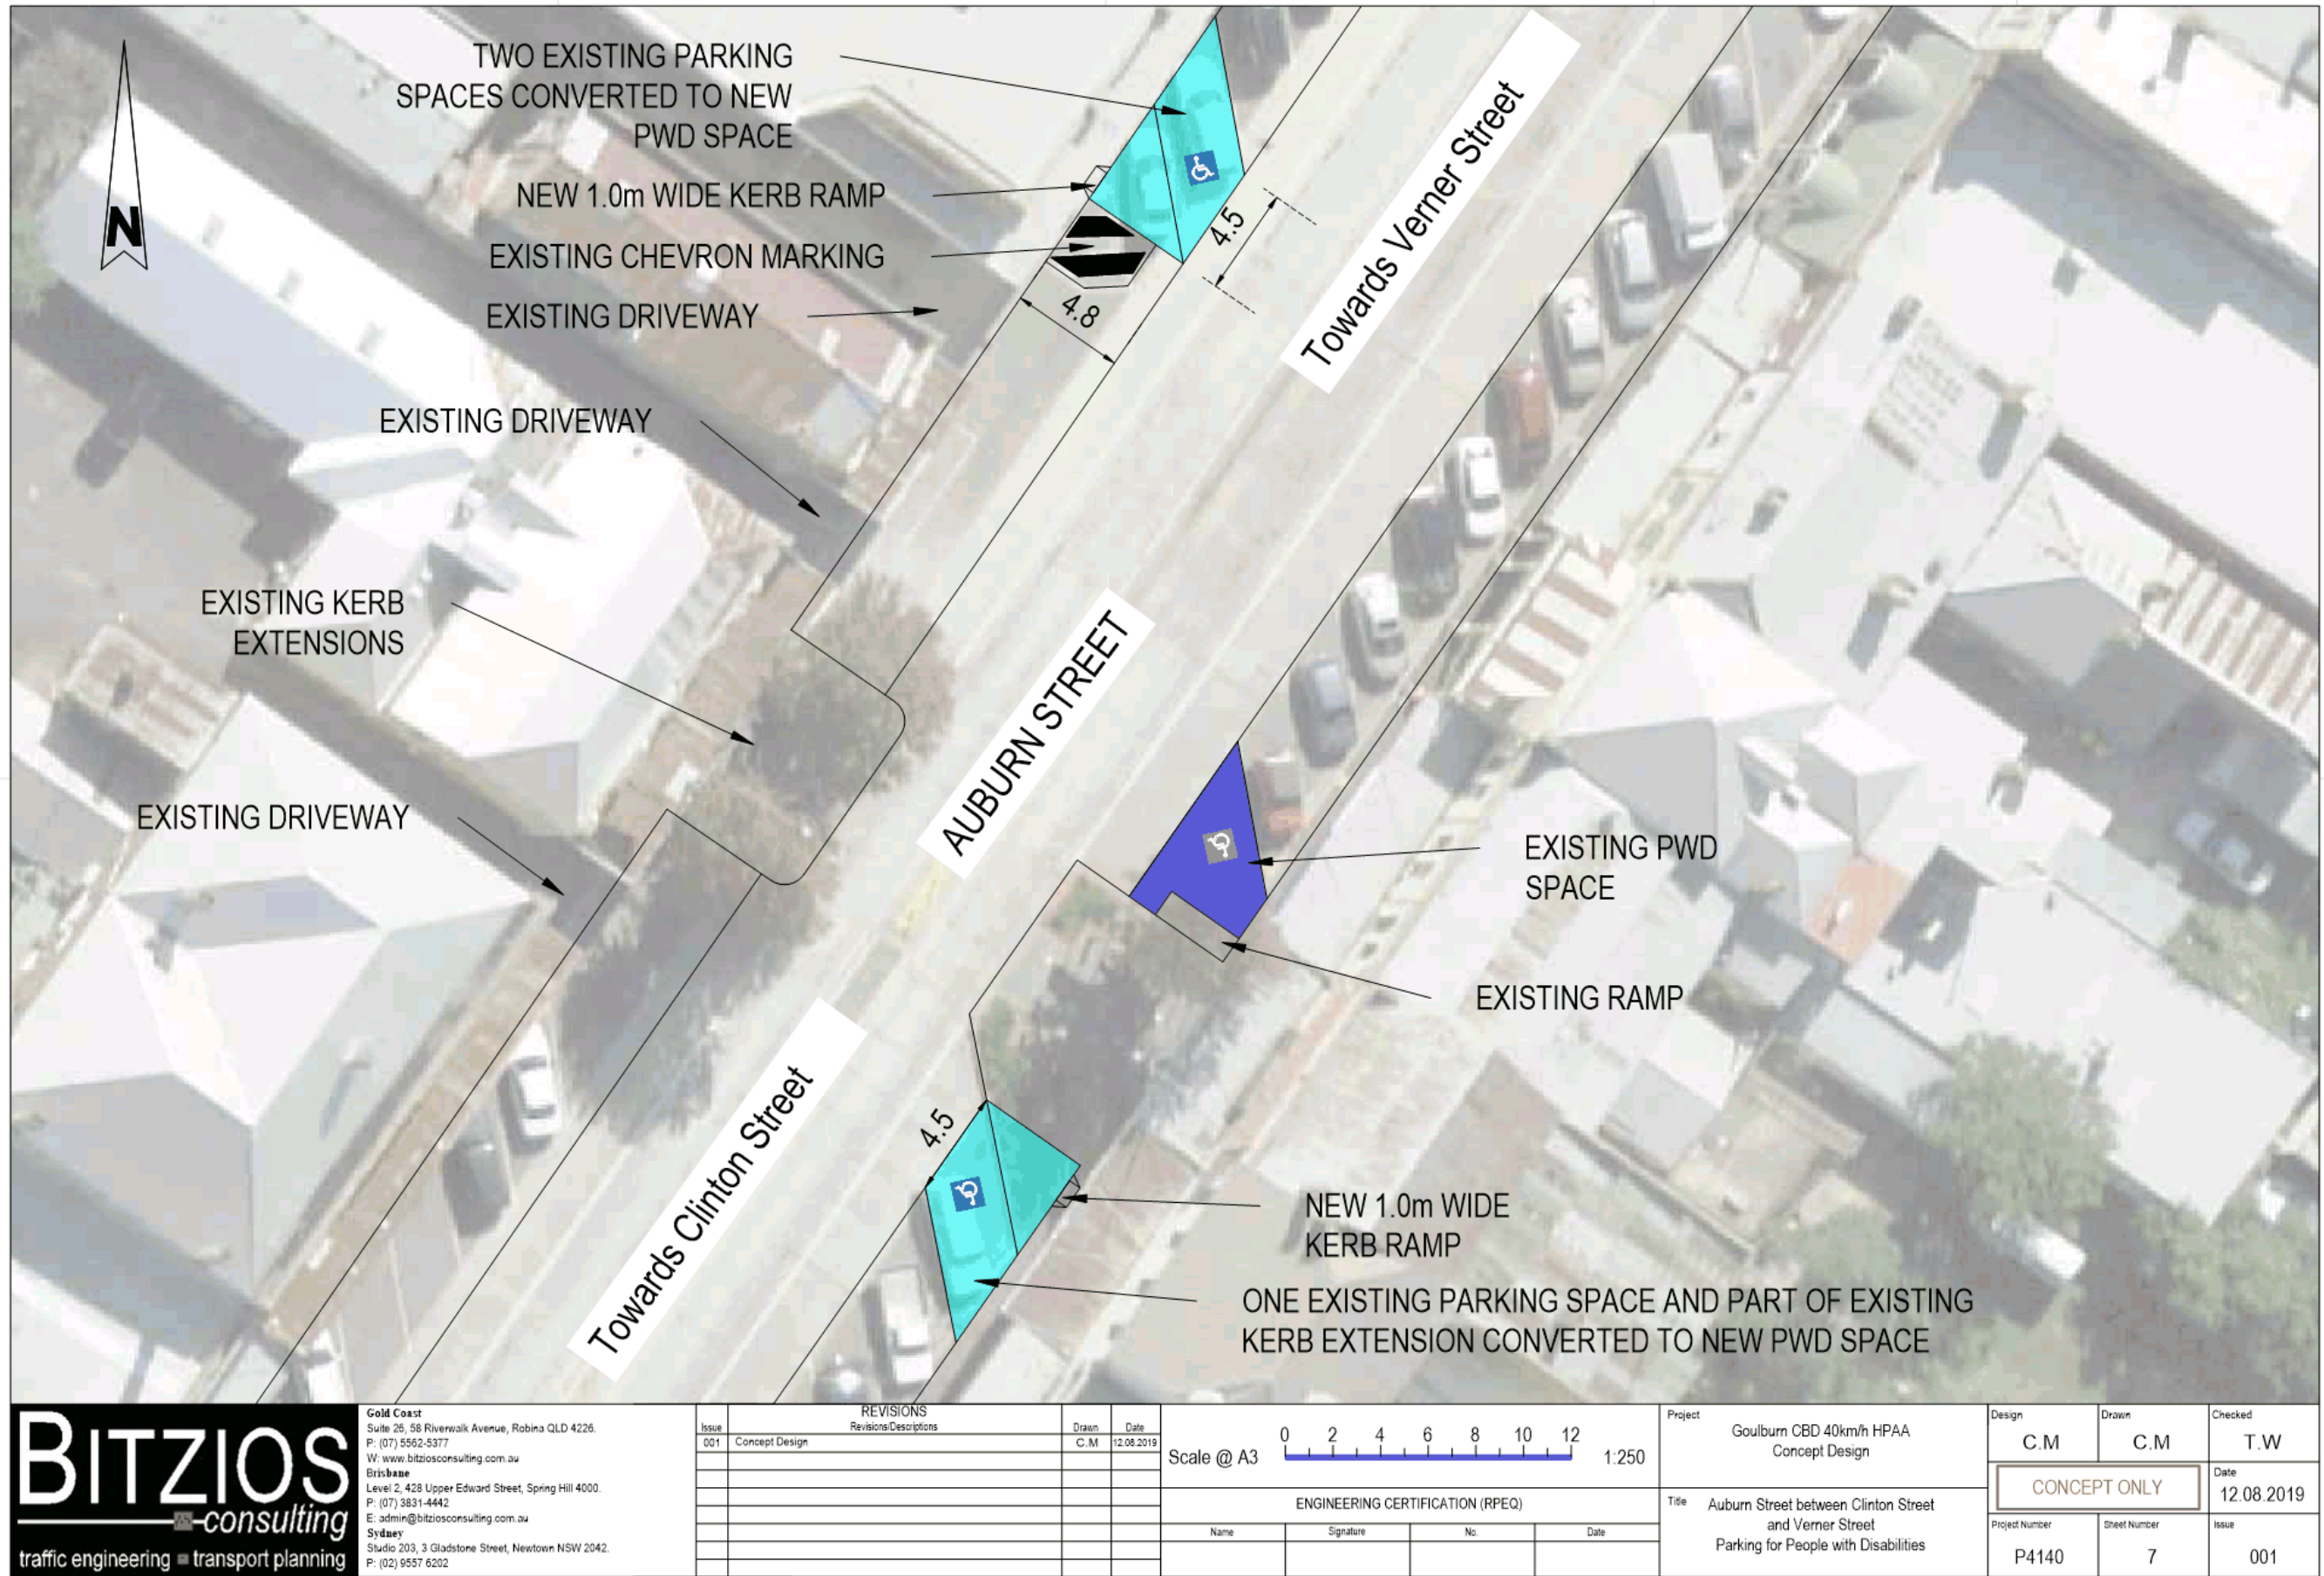 TWO EXISTING PARKING
SPACES CONVERTED TO NEW
PWD SPACE
NEW 1.0m WIDE KERB RAMP
EXISTING CHEVRON MARKING
EXISTING DRIVEWAY
EXISTING DRIVEWAY
EXISTING KERB
EXTENSIONS
EXISTING DRIVEWAY
N
4.5
4.8
Towards Verner Street
AUBURN STREET
Towards Clinton Street
EXISTING PWD
SPACE
EXISTING RAMP
4.5
NEW 1.0m WIDE
KERB RAMP
ONE EXISTING PARKING SPACE AND PART OF EXISTING
KERB EXTENSION CONVERTED TO NEW PWD SPACE
BITZIOS
consulting
traffic engineering transport planning
Gold Coast
Suite 26, 58 Riverwalk Avenue, Robina QLD 4226.
P: (07) 5562-5377
W: www.bitziosconsulting.com.au
Brisbane
Level 2, 428 Upper Edward Street, Spring Hill 4000.
P: (07) 3831-4442
E: admin@bitziosconsulting.com.au
Sydney
Studio 203, 3 Gladstone Street, Newtown NSW 2042.
P: (02) 9557 6202
REVISIONS
Issue Revisions/Descriptions Drawn Date
001 Concept Design C.M 12.08.2019
Scale @ A3 0 2 4 6 8 10 12 1:250
ENGINEERING CERTIFICATION (RPEQ)
Name Signature No. Date
Project
Goulburn CBD 40km/h HPAA
Concept Design
Title
Auburn Street between Clinton Street
and Verner Street
Parking for People with Disabilities
Design Drawn Checked
C.M C.M T.W
CONCEPT ONLY
Date
12.08.2019
Project Number Sheet Number Issue
P4140 7 001